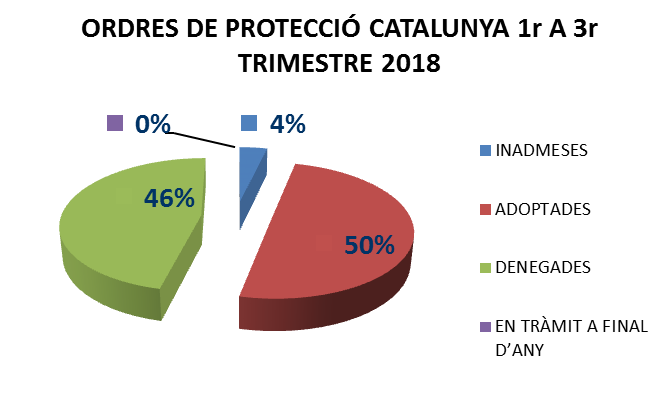 ORDRES DE PROTECCIÓ CATALUNYA 1r A 3r
TRIMESTRE 2018
0%
4%
46%
50%
INADMESES
ADOPTADES
DENEGADES
EN TRÀMIT A FINAL
D'ANY